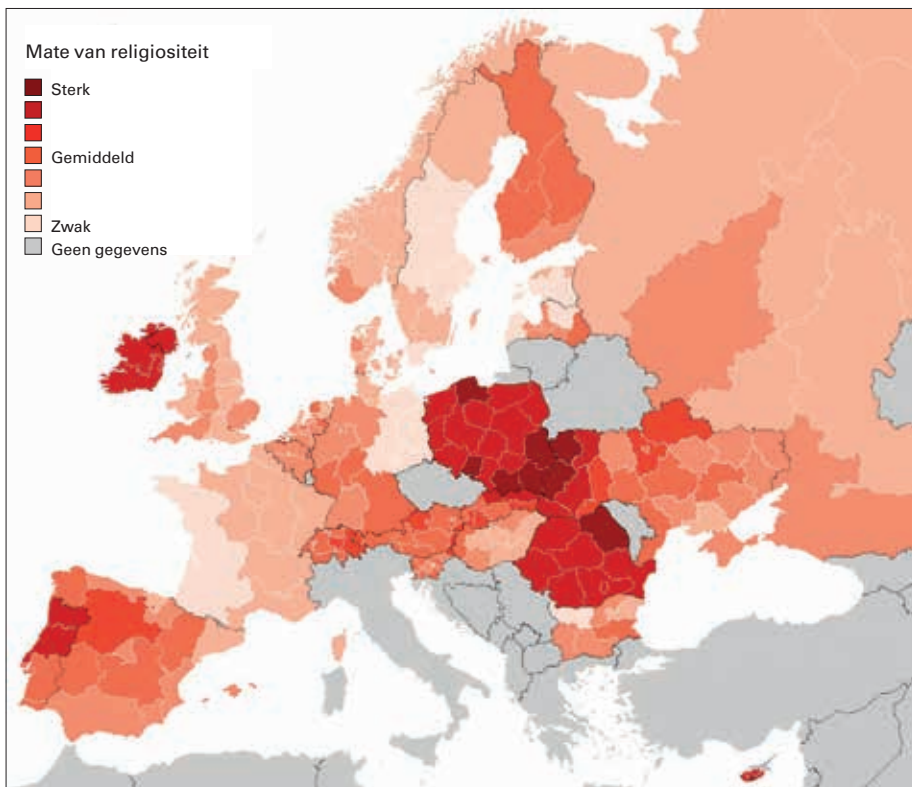 Mate van religiositeit
Sterk
Gemiddeld
Zwak
Geen gegevens